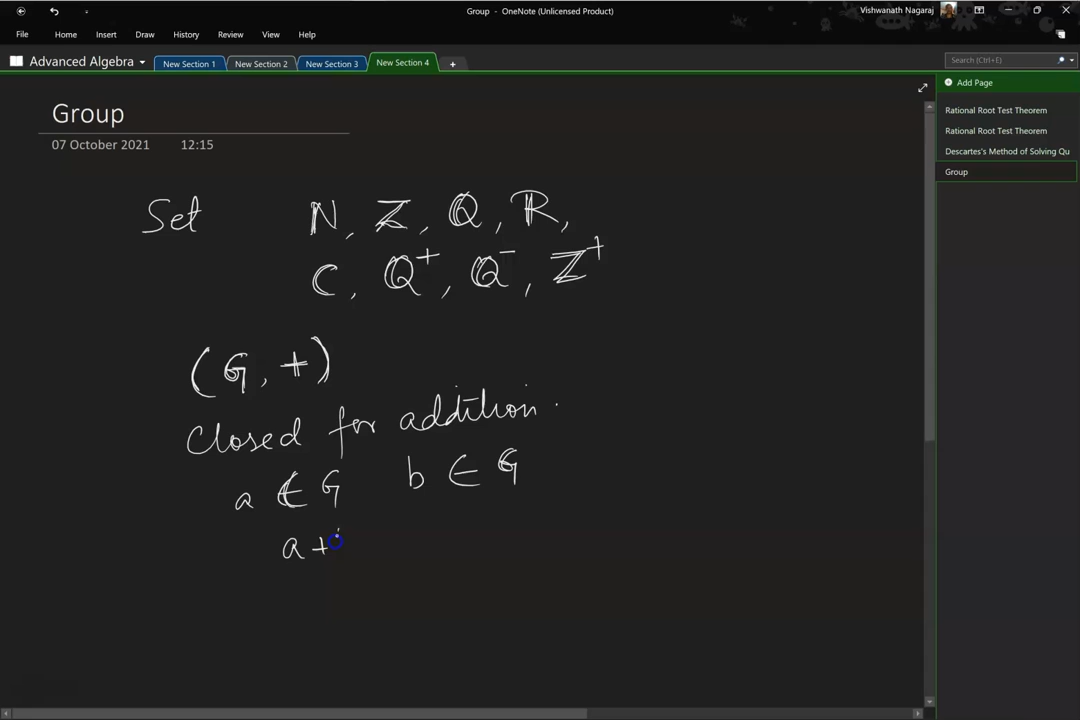 Group - OneNote (Unlicensed Product)
Vishwanath Nagaraj
File Home Insert Draw History Review View Help
Advanced Algebra New Section 1 New Section 2 New Section 3 New Section 4 +
Search (Ctrl+E)
Add Page
Rational Root Test Theorem
Rational Root Test Theorem
Descartes's Method of Solving Qu
Group
Group
07 October 2021 12:15
Set ℕ, ℤ, ℚ, ℝ,
ℂ, ℚ⁺, ℚ⁻, ℤ⁺
(G, +)
Closed for addition.
a ∈ G b ∈ G
a +